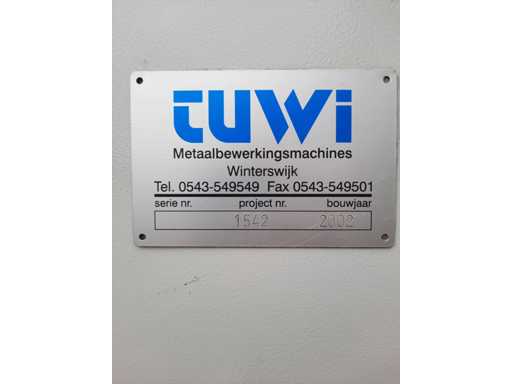 tuwi
Metaalbewerkingsmachines
Winterswijk
Tel. 0543-549549 Fax 0543-549501
serie nr. project nr. bouwjaar
1542 2002